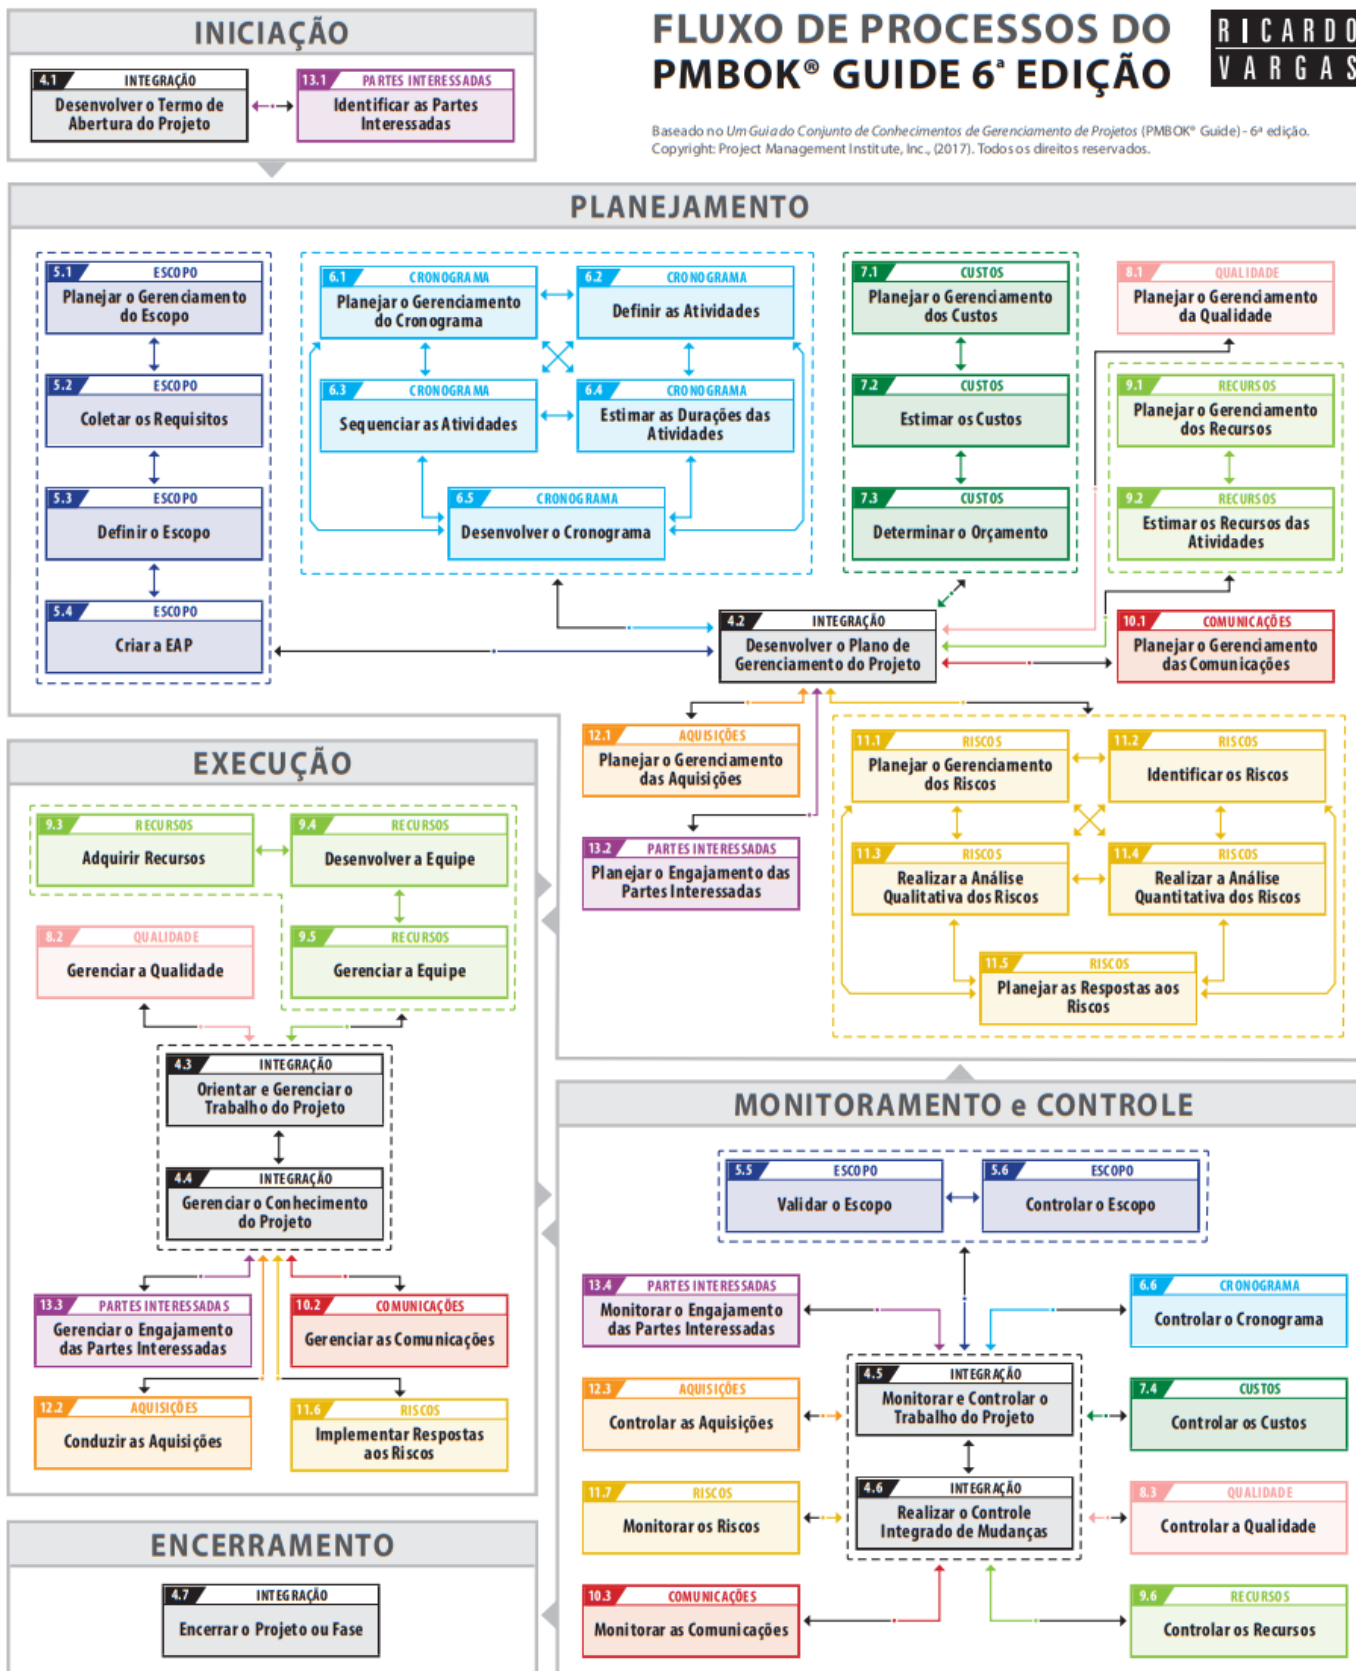 INICIAÇÃO
4.1 INTEGRAÇÃO
Desenvolver o Termo de
Abertura do Projeto
13.1 PARTES INTERESSADAS
Identificar as Partes
Interessadas
FLUXO DE PROCESSOS DO
PMBOK® GUIDE 6ª EDIÇÃO
RICARDO
VARGAS
Baseado no Um Guia do Conjunto de Conhecimentos de Gerenciamento de Projetos (PMBOK® Guide) - 6ª edição.
Copyright: Project Management Institute, Inc., (2017). Todos os direitos reservados.
PLANEJAMENTO
5.1 ESCOPO
Planejar o Gerenciamento
do Escopo
5.2 ESCOPO
Coletar os Requisitos
5.3 ESCOPO
Definir o Escopo
5.4 ESCOPO
Criar a EAP
6.1 CRONOGRAMA
Planejar o Gerenciamento
do Cronograma
6.2 CRONOGRAMA
Definir as Atividades
6.3 CRONOGRAMA
Sequenciar as Atividades
6.4 CRONOGRAMA
Estimar as Durações das
Atividades
6.5 CRONOGRAMA
Desenvolver o Cronograma
7.1 CUSTOS
Planejar o Gerenciamento
dos Custos
7.2 CUSTOS
Estimar os Custos
7.3 CUSTOS
Determinar o Orçamento
8.1 QUALIDADE
Planejar o Gerenciamento
da Qualidade
9.1 RECURSOS
Planejar o Gerenciamento
dos Recursos
9.2 RECURSOS
Estimar os Recursos das
Atividades
4.2 INTEGRAÇÃO
Desenvolver o Plano de
Gerenciamento do Projeto
10.1 COMUNICAÇÕES
Planejar o Gerenciamento
das Comunicações
12.1 AQUISIÇÕES
Planejar o Gerenciamento
das Aquisições
13.2 PARTES INTERESSADAS
Planejar o Engajamento das
Partes Interessadas
11.1 RISCOS
Planejar o Gerenciamento
dos Riscos
11.2 RISCOS
Identificar os Riscos
11.3 RISCOS
Realizar a Análise
Qualitativa dos Riscos
11.4 RISCOS
Realizar a Análise
Quantitativa dos Riscos
11.5 RISCOS
Planejar as Respostas aos
Riscos
EXECUÇÃO
9.3 RECURSOS
Adquirir Recursos
9.4 RECURSOS
Desenvolver a Equipe
8.2 QUALIDADE
Gerenciar a Qualidade
9.5 RECURSOS
Gerenciar a Equipe
4.3 INTEGRAÇÃO
Orientar e Gerenciar o
Trabalho do Projeto
4.4 INTEGRAÇÃO
Gerenciar o Conhecimento
do Projeto
13.3 PARTES INTERESSADAS
Gerenciar o Engajamento
das Partes Interessadas
10.2 COMUNICAÇÕES
Gerenciar as Comunicações
12.2 AQUISIÇÕES
Conduzir as Aquisições
11.6 RISCOS
Implementar Respostas
aos Riscos
MONITORAMENTO e CONTROLE
5.5 ESCOPO
Validar o Escopo
5.6 ESCOPO
Controlar o Escopo
13.4 PARTES INTERESSADAS
Monitorar o Engajamento
das Partes Interessadas
6.6 CRONOGRAMA
Controlar o Cronograma
4.5 INTEGRAÇÃO
Monitorar e Controlar o
Trabalho do Projeto
12.3 AQUISIÇÕES
Controlar as Aquisições
7.4 CUSTOS
Controlar os Custos
4.6 INTEGRAÇÃO
Realizar o Controle
Integrado de Mudanças
11.7 RISCOS
Monitorar os Riscos
8.3 QUALIDADE
Controlar a Qualidade
10.3 COMUNICAÇÕES
Monitorar as Comunicações
9.6 RECURSOS
Controlar os Recursos
ENCERRAMENTO
4.7 INTEGRAÇÃO
Encerrar o Projeto ou Fase